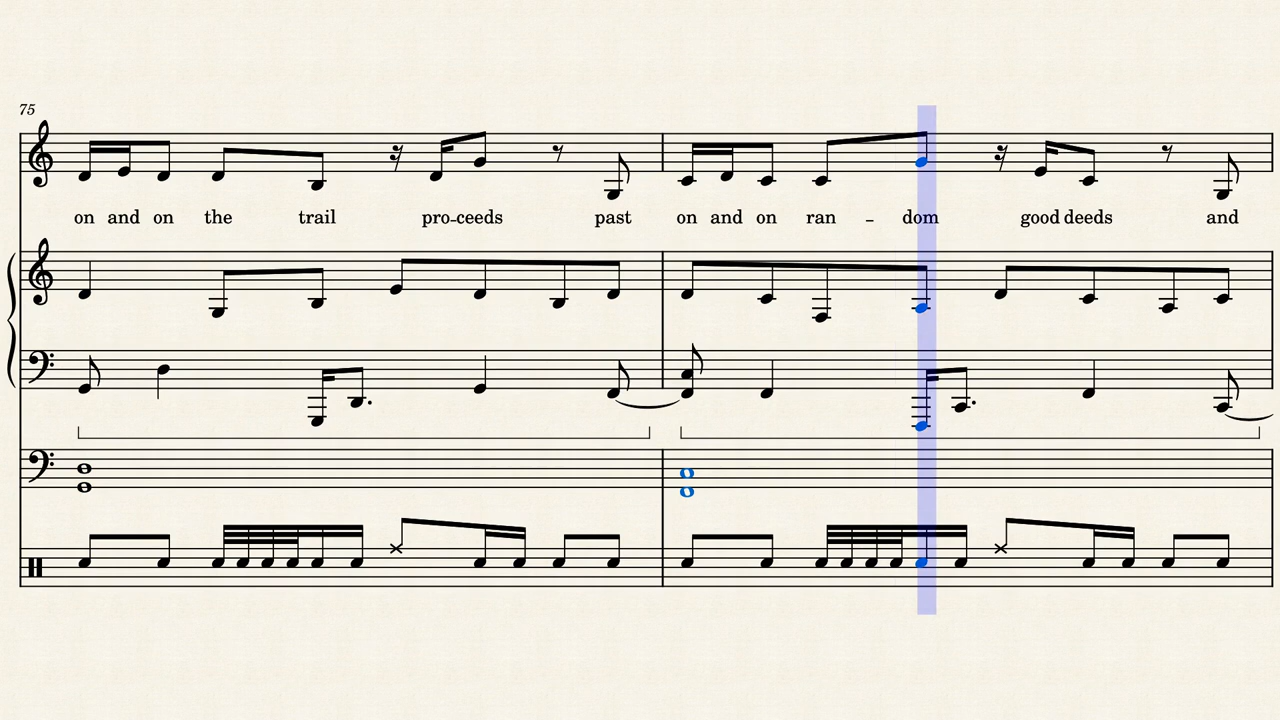 75
on and on the trail pro-ceeds past on and on ran - dom good deeds and